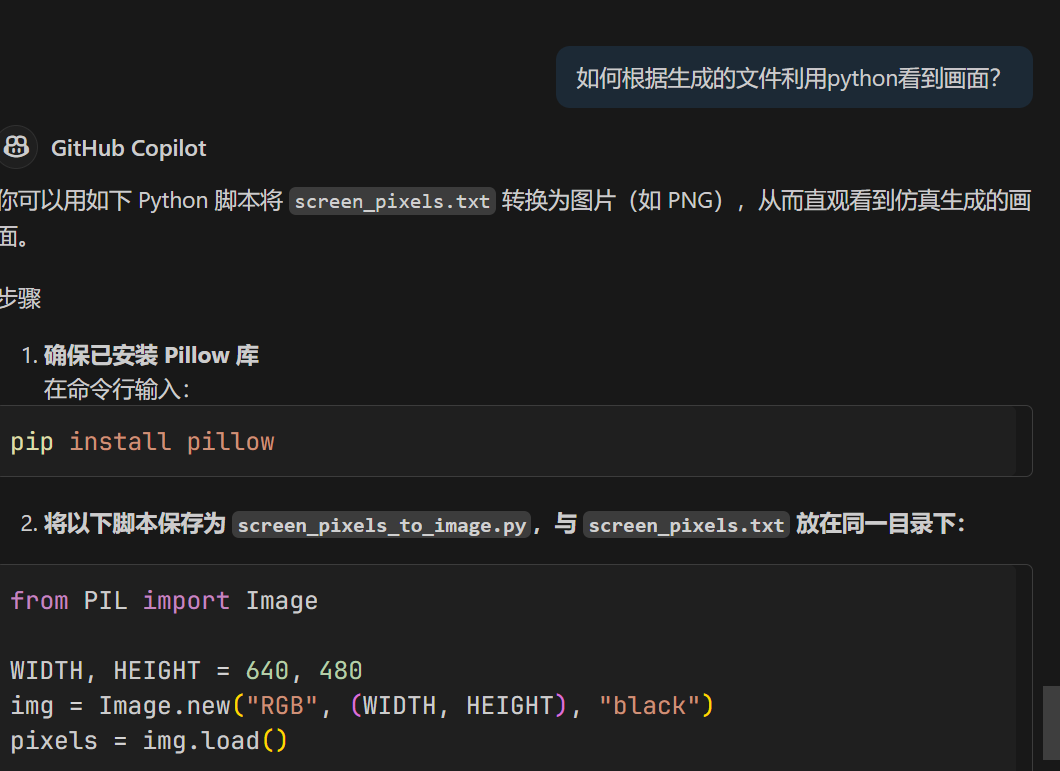 如何根据生成的文件利用python看到画面？
GitHub Copilot
你可以用如下 Python 脚本将 screen_pixels.txt 转换为图片（如 PNG），从而直观看到仿真生成的画
面。
步骤
1. 确保已安装 Pillow 库
在命令行输入：
pip install pillow
2. 将以下脚本保存为 screen_pixels_to_image.py，与 screen_pixels.txt 放在同一目录下：
from PIL import Image
WIDTH, HEIGHT = 640, 480
img = Image.new("RGB", (WIDTH, HEIGHT), "black")
pixels = img.load()